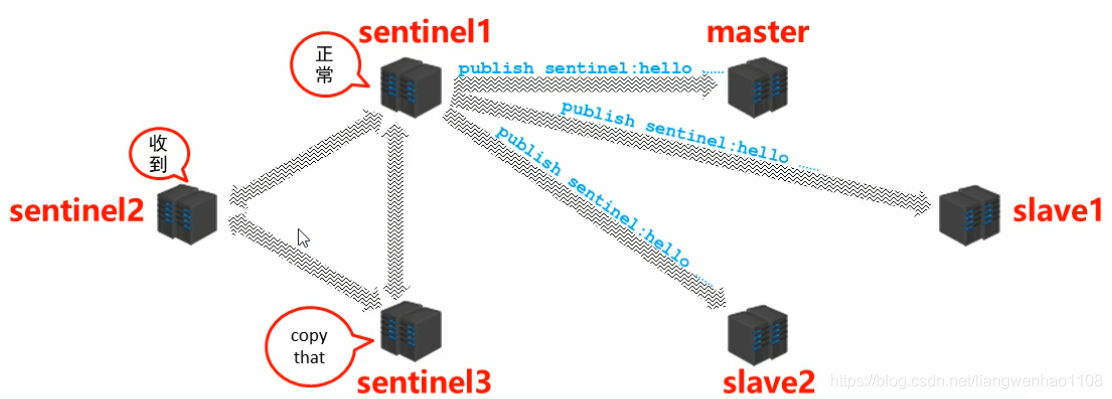 sentinel1
master
正
常
publish sentinel:hello ……
publish sentinel:hello ……
publish sentinel:hello ……
收
到
sentinel2
slave1
copy
that
sentinel3
slave2
https://blog.csdn.net/liangwenhao1108